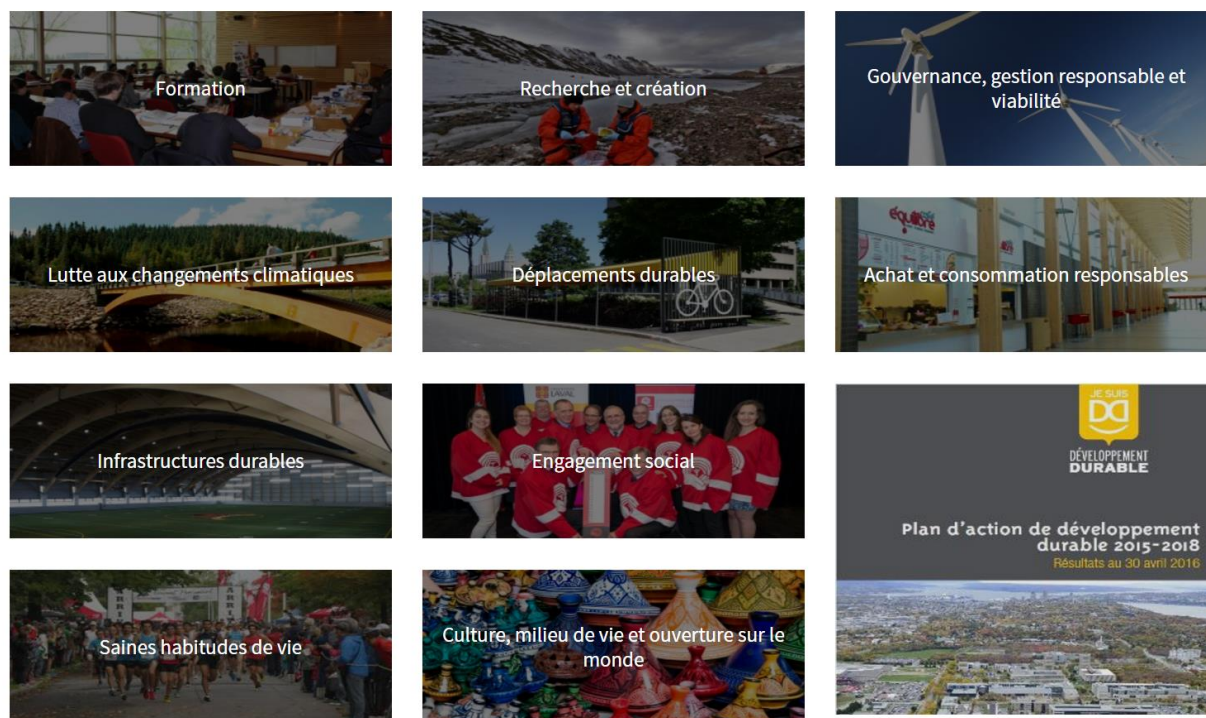 Formation
Recherche et création
Gouvernance, gestion responsable et
viabilité
Lutte aux changements climatiques
Déplacements durables
équilibre
Achat et consommation responsables
Infrastructures durables
LAVAL
Engagement social
JE SUIS
DD
DÉVELOPPEMENT
DURABLE
Plan d'action de développement
durable 2015-2018
Résultats au 30 avril 2016
Saines habitudes de vie
Culture, milieu de vie et ouverture sur le
monde